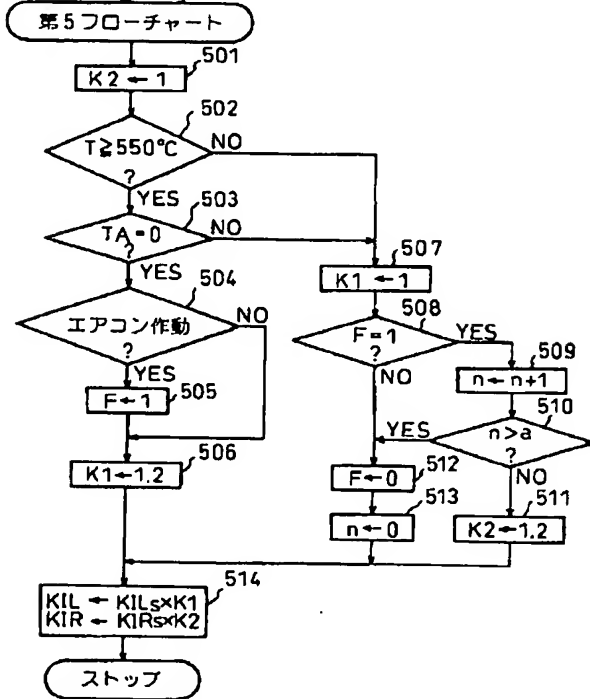 第5フローチャート
501
K2 ← 1
502
T≧550℃
?
NO
YES
503
TA=0
?
NO
YES
504
エアコン作動
?
NO
YES
F←1
505
506
K1←1.2
507
K1 ←1
508
F=1
?
YES
NO
509
n←n+1
510
n>a
?
YES
NO
512
F←0
513
n←0
511
K2←1.2
514
KIL ← KILs×K1
KIR ← KIRs×K2
ストップ